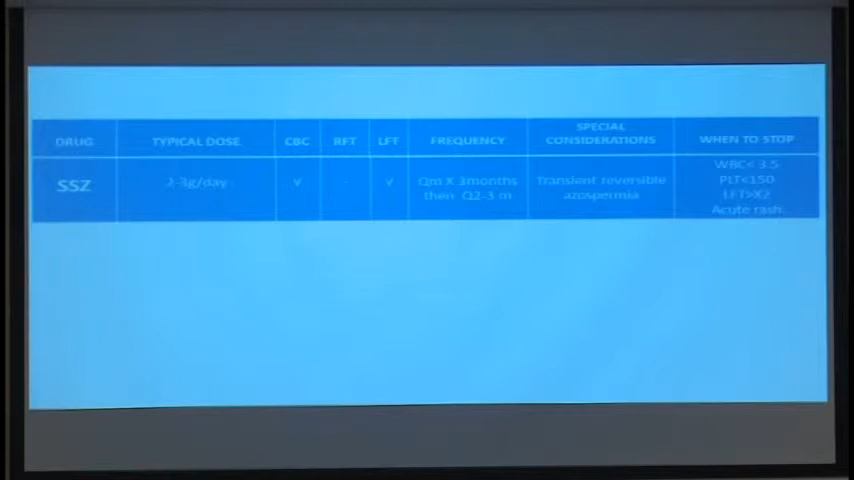 DRUG TYPICAL DOSE CBC RFT LFT FREQUENCY SPECIAL CONSIDERATIONS WHEN TO STOP
SSZ 2-3g/day √ - √ Qm X 3months then Q2-3 m Transient reversible azospermia WBC< 3.5 PLT<150 LFT>X2 Acute rash